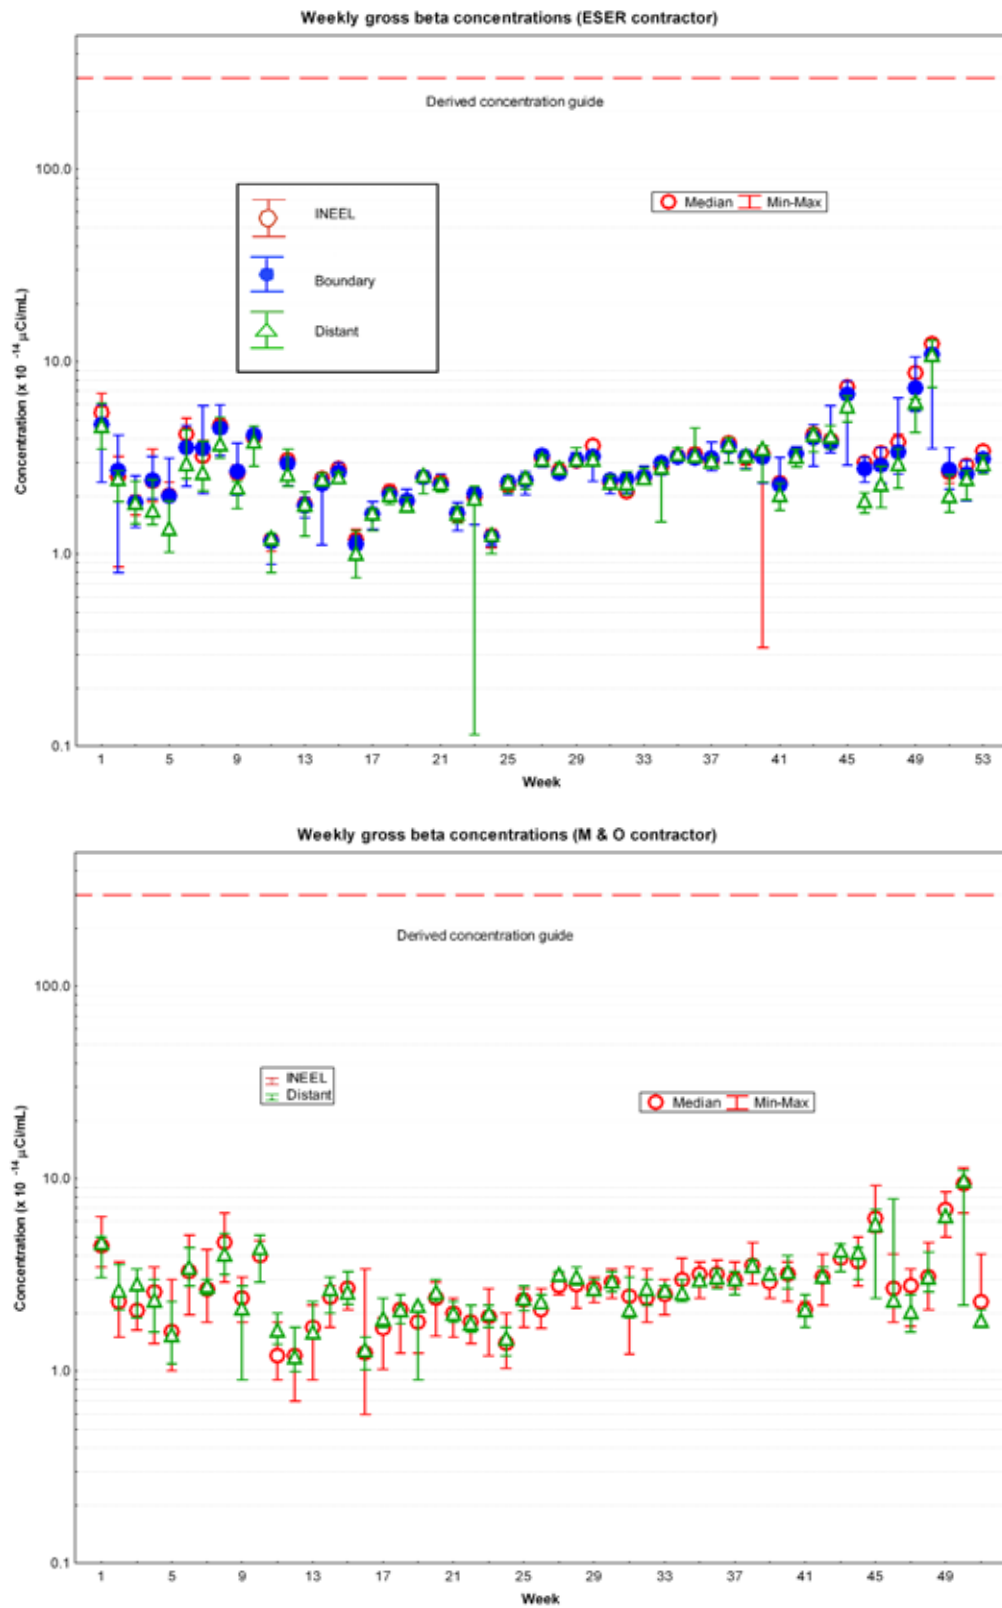 Weekly gross beta concentrations (ESER contractor)
Derived concentration guide
100.0
INEEL
Median Min-Max
Boundary
Distant
Concentration (x 10 -14 µCi/mL)
10.0
1.0
0.1
1 5 9 13 17 21 25 29 33 37 41 45 49 53
Week
Weekly gross beta concentrations (M & O contractor)
Derived concentration guide
100.0
INEEL
Distant
Median Min-Max
Concentration (x 10 -14 µCi/mL)
10.0
1.0
0.1
1 5 9 13 17 21 25 29 33 37 41 45 49
Week